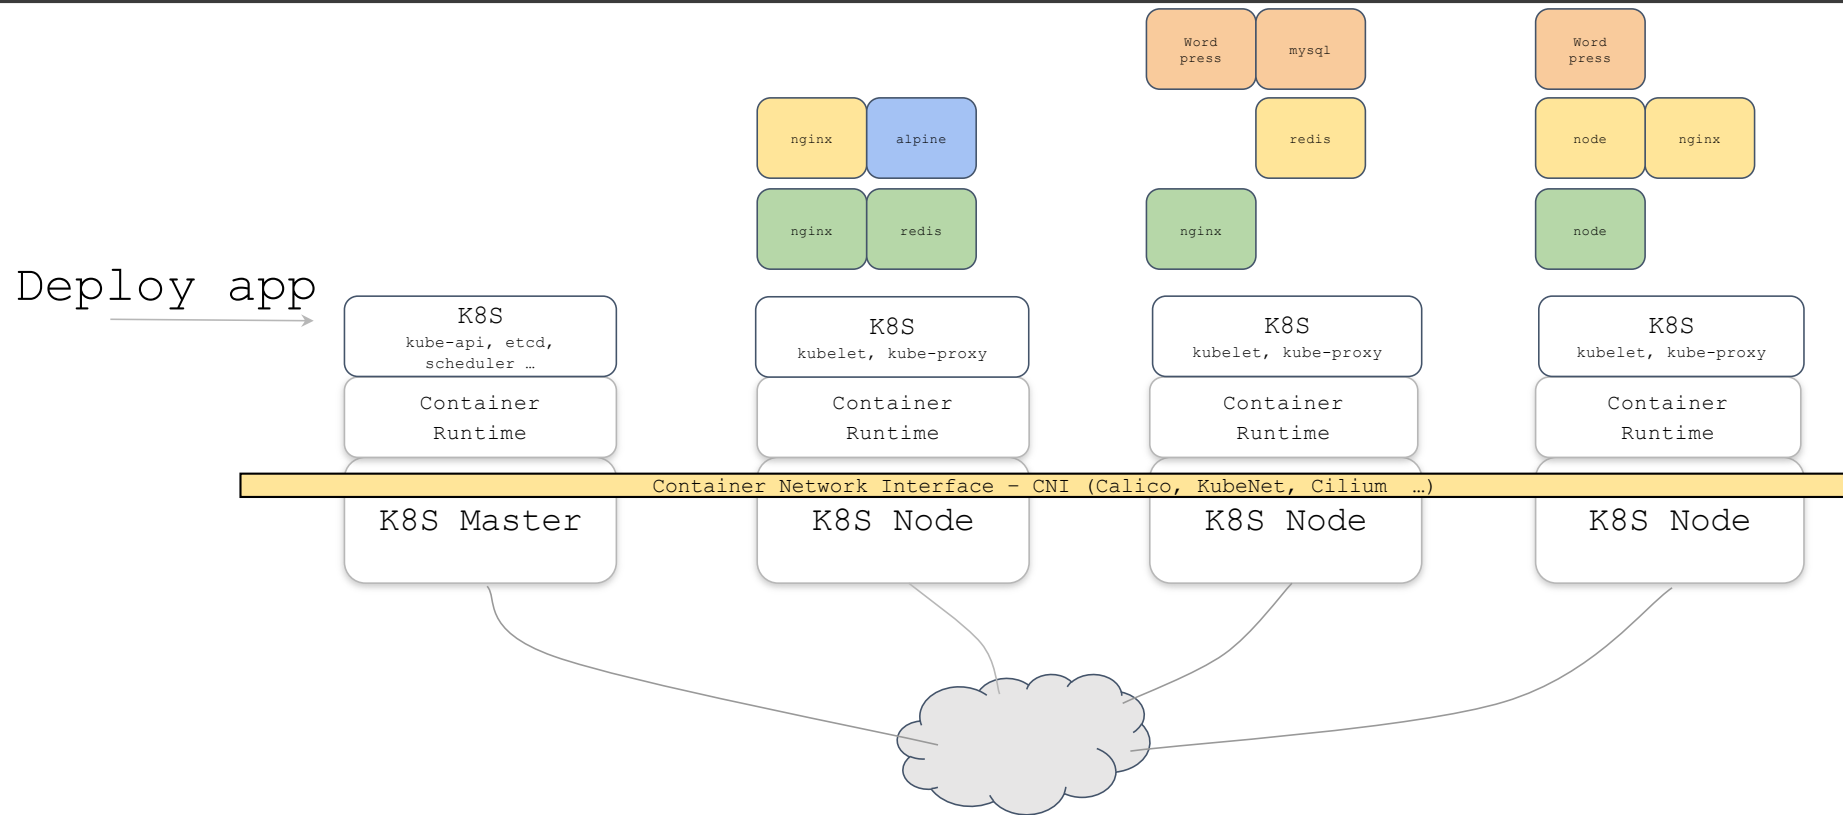 Word
press
mysql
Word
press
nginx
alpine
redis
node
nginx
nginx
redis
nginx
node
Deploy app
K8S
kube-api, etcd,
scheduler …
K8S
kubelet, kube-proxy
K8S
kubelet, kube-proxy
K8S
kubelet, kube-proxy
Container
Runtime
Container
Runtime
Container
Runtime
Container
Runtime
Container Network Interface – CNI (Calico, KubeNet, Cilium …)
K8S Master
K8S Node
K8S Node
K8S Node